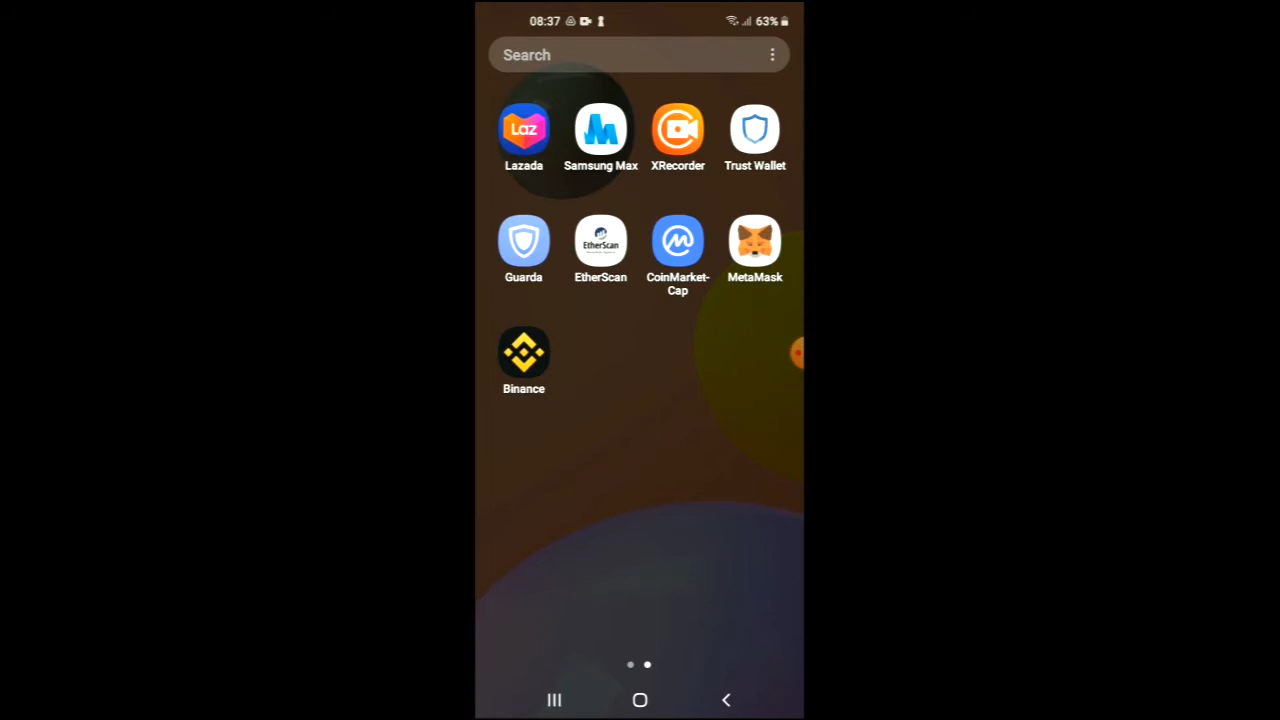 08:37
63%
Search
Laz
Lazada
Samsung Max
XRecorder
Trust Wallet
Guarda
EtherScan
EtherScan
CoinMarket-
Cap
MetaMask
Binance